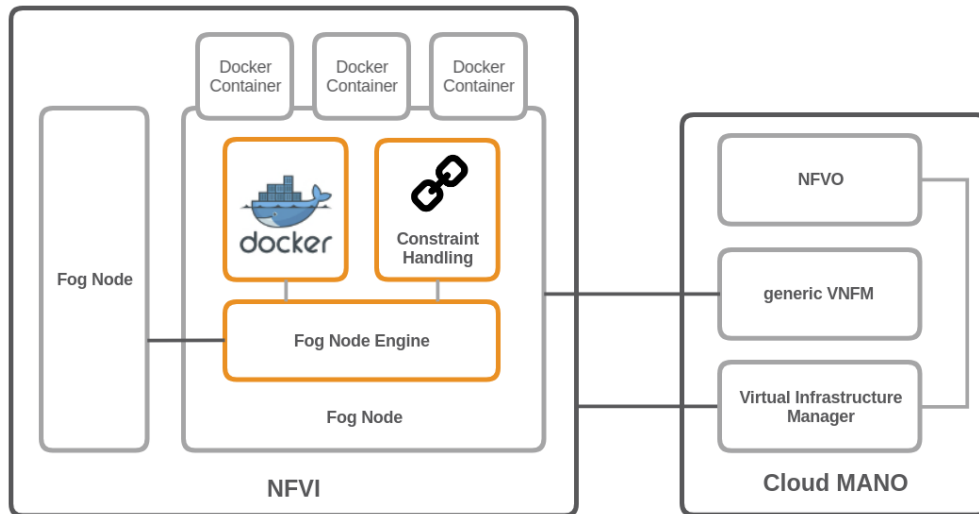 Docker
Container
Docker
Container
Docker
Container
Fog Node
docker
Constraint
Handling
Fog Node Engine
Fog Node
NFVI
NFVO
generic VNFM
Virtual Infrastructure
Manager
Cloud MANO